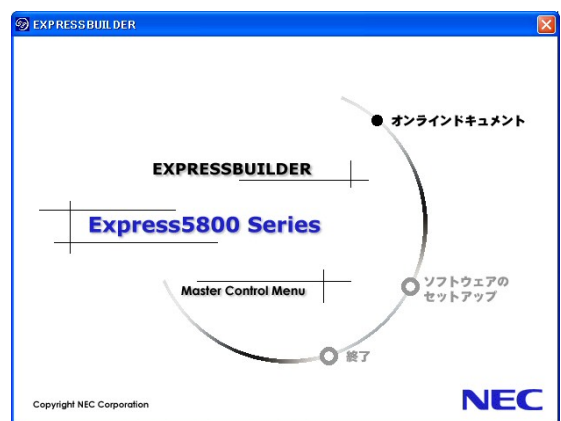 EXPRESSBUILDER
オンラインドキュメント
EXPRESSBUILDER
Express5800 Series
ソフトウェアの
セットアップ
Master Control Menu
終了
Copyright NEC Corporation
NEC